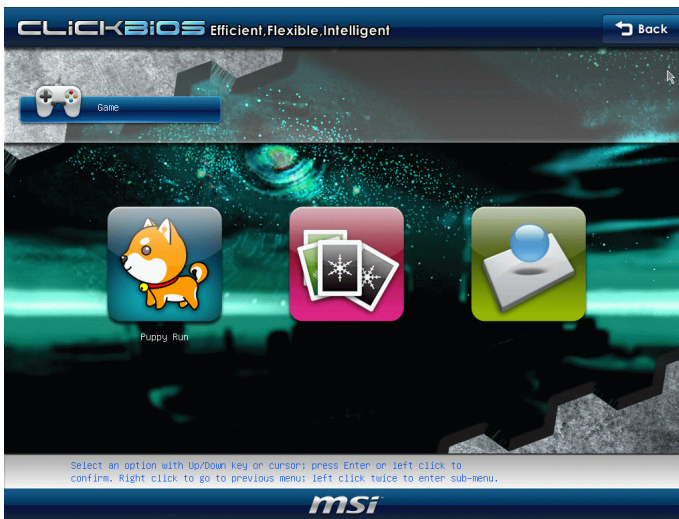 CLiCKBiOS Efficient,Flexible,Intelligent
Back
Game
Puppy Run
Select an option with Up/Down key or cursor; press Enter or left click to
confirm. Right click to go to previous menu; left click twice to enter sub-menu.
msi